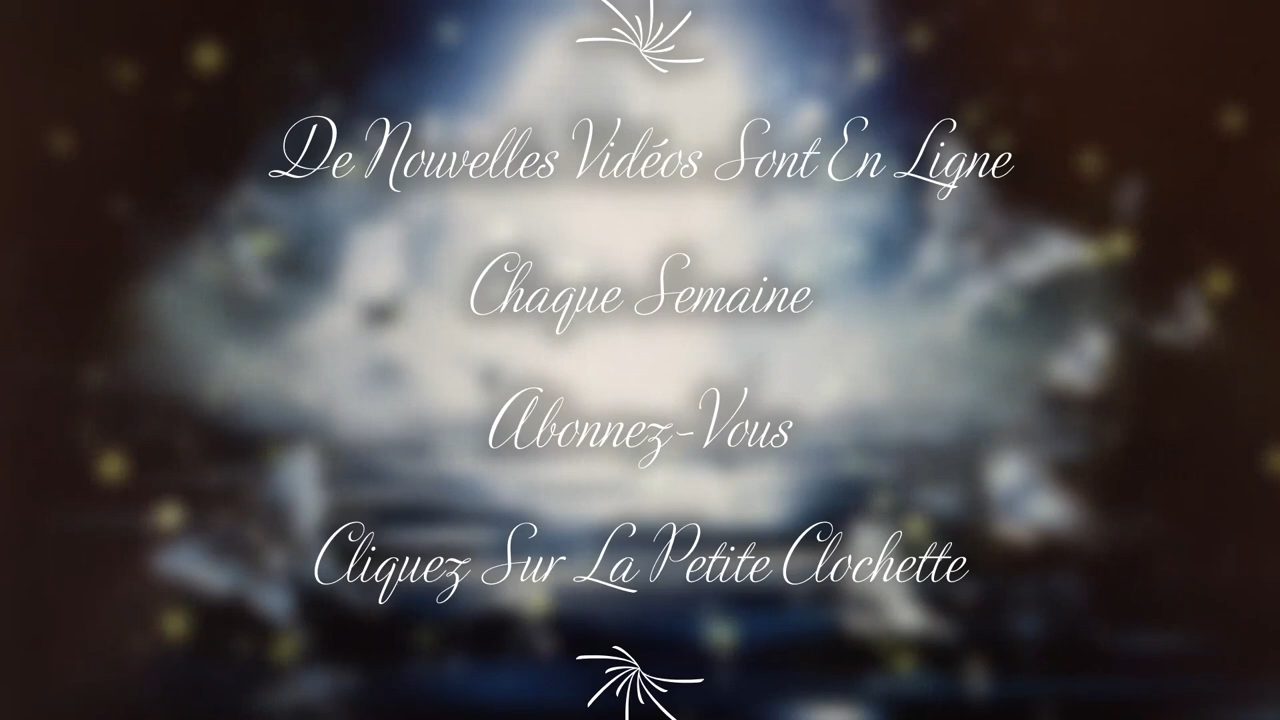 De Nouvelles Vidéos Sont En Ligne
Chaque Semaine
Abonnez-Vous
Cliquez Sur La Petite Clochette